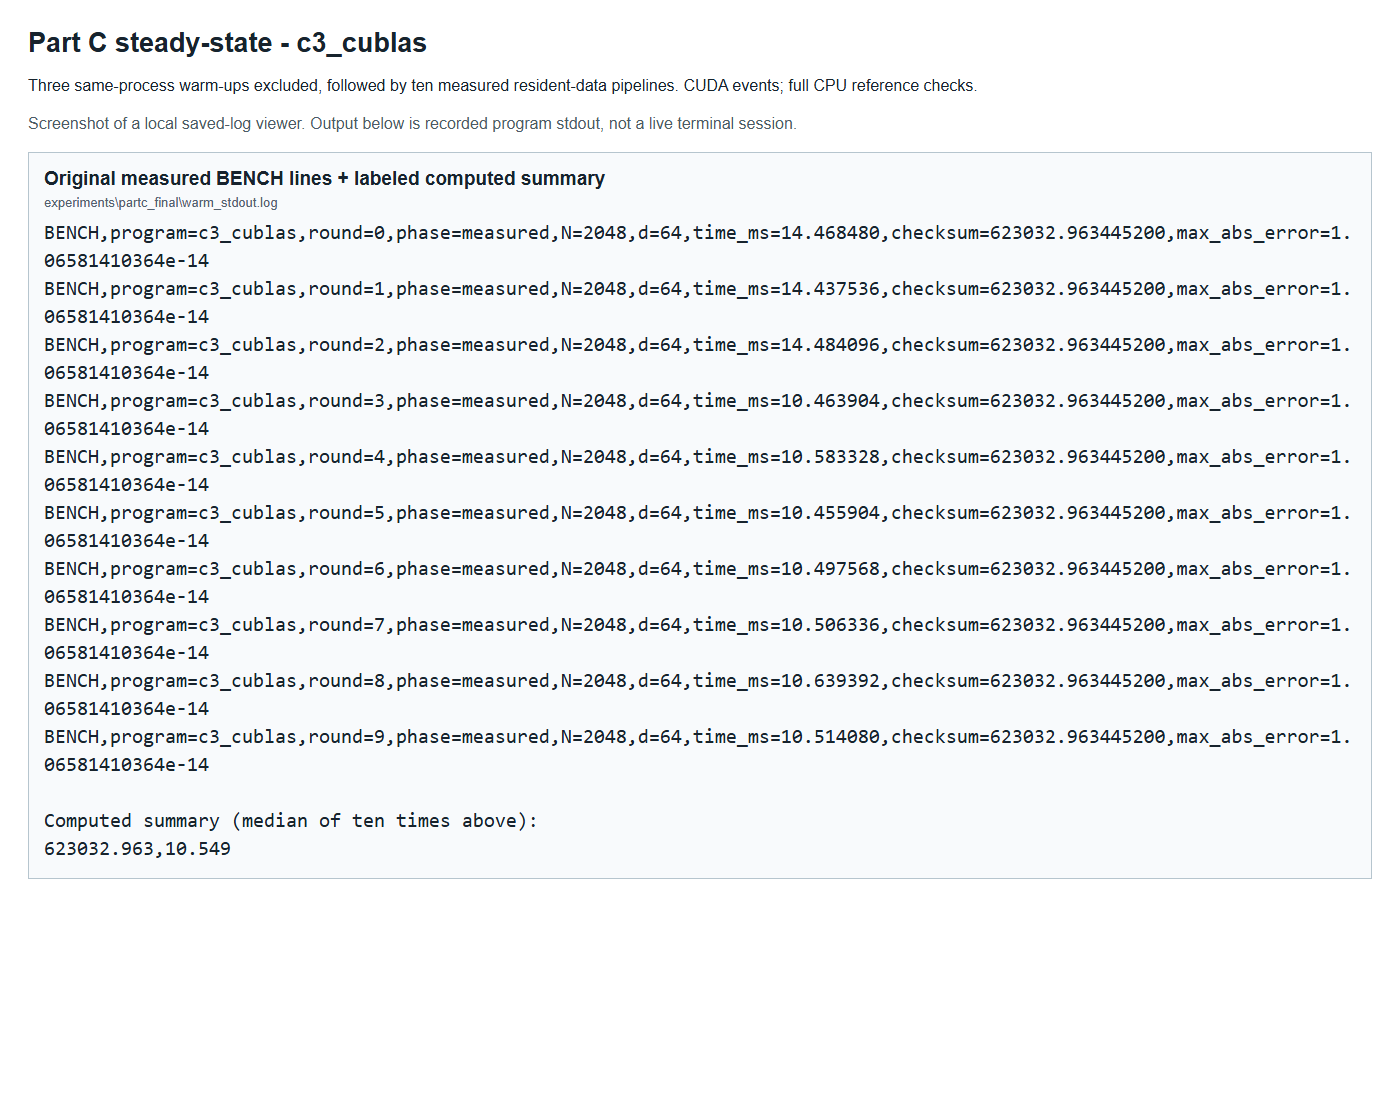 Part C steady-state - c3_cublas
Three same-process warm-ups excluded, followed by ten measured resident-data pipelines. CUDA events; full CPU reference checks.
Screenshot of a local saved-log viewer. Output below is recorded program stdout, not a live terminal session.
Original measured BENCH lines + labeled computed summary
experiments\partc_final\warm_stdout.log
BENCH,program=c3_cublas,round=0,phase=measured,N=2048,d=64,time_ms=14.468480,checksum=623032.963445200,max_abs_error=1.
06581410364e-14
BENCH,program=c3_cublas,round=1,phase=measured,N=2048,d=64,time_ms=14.437536,checksum=623032.963445200,max_abs_error=1.
06581410364e-14
BENCH,program=c3_cublas,round=2,phase=measured,N=2048,d=64,time_ms=14.484096,checksum=623032.963445200,max_abs_error=1.
06581410364e-14
BENCH,program=c3_cublas,round=3,phase=measured,N=2048,d=64,time_ms=10.463904,checksum=623032.963445200,max_abs_error=1.
06581410364e-14
BENCH,program=c3_cublas,round=4,phase=measured,N=2048,d=64,time_ms=10.583328,checksum=623032.963445200,max_abs_error=1.
06581410364e-14
BENCH,program=c3_cublas,round=5,phase=measured,N=2048,d=64,time_ms=10.455904,checksum=623032.963445200,max_abs_error=1.
06581410364e-14
BENCH,program=c3_cublas,round=6,phase=measured,N=2048,d=64,time_ms=10.497568,checksum=623032.963445200,max_abs_error=1.
06581410364e-14
BENCH,program=c3_cublas,round=7,phase=measured,N=2048,d=64,time_ms=10.506336,checksum=623032.963445200,max_abs_error=1.
06581410364e-14
BENCH,program=c3_cublas,round=8,phase=measured,N=2048,d=64,time_ms=10.639392,checksum=623032.963445200,max_abs_error=1.
06581410364e-14
BENCH,program=c3_cublas,round=9,phase=measured,N=2048,d=64,time_ms=10.514080,checksum=623032.963445200,max_abs_error=1.
06581410364e-14
Computed summary (median of ten times above):
623032.963,10.549